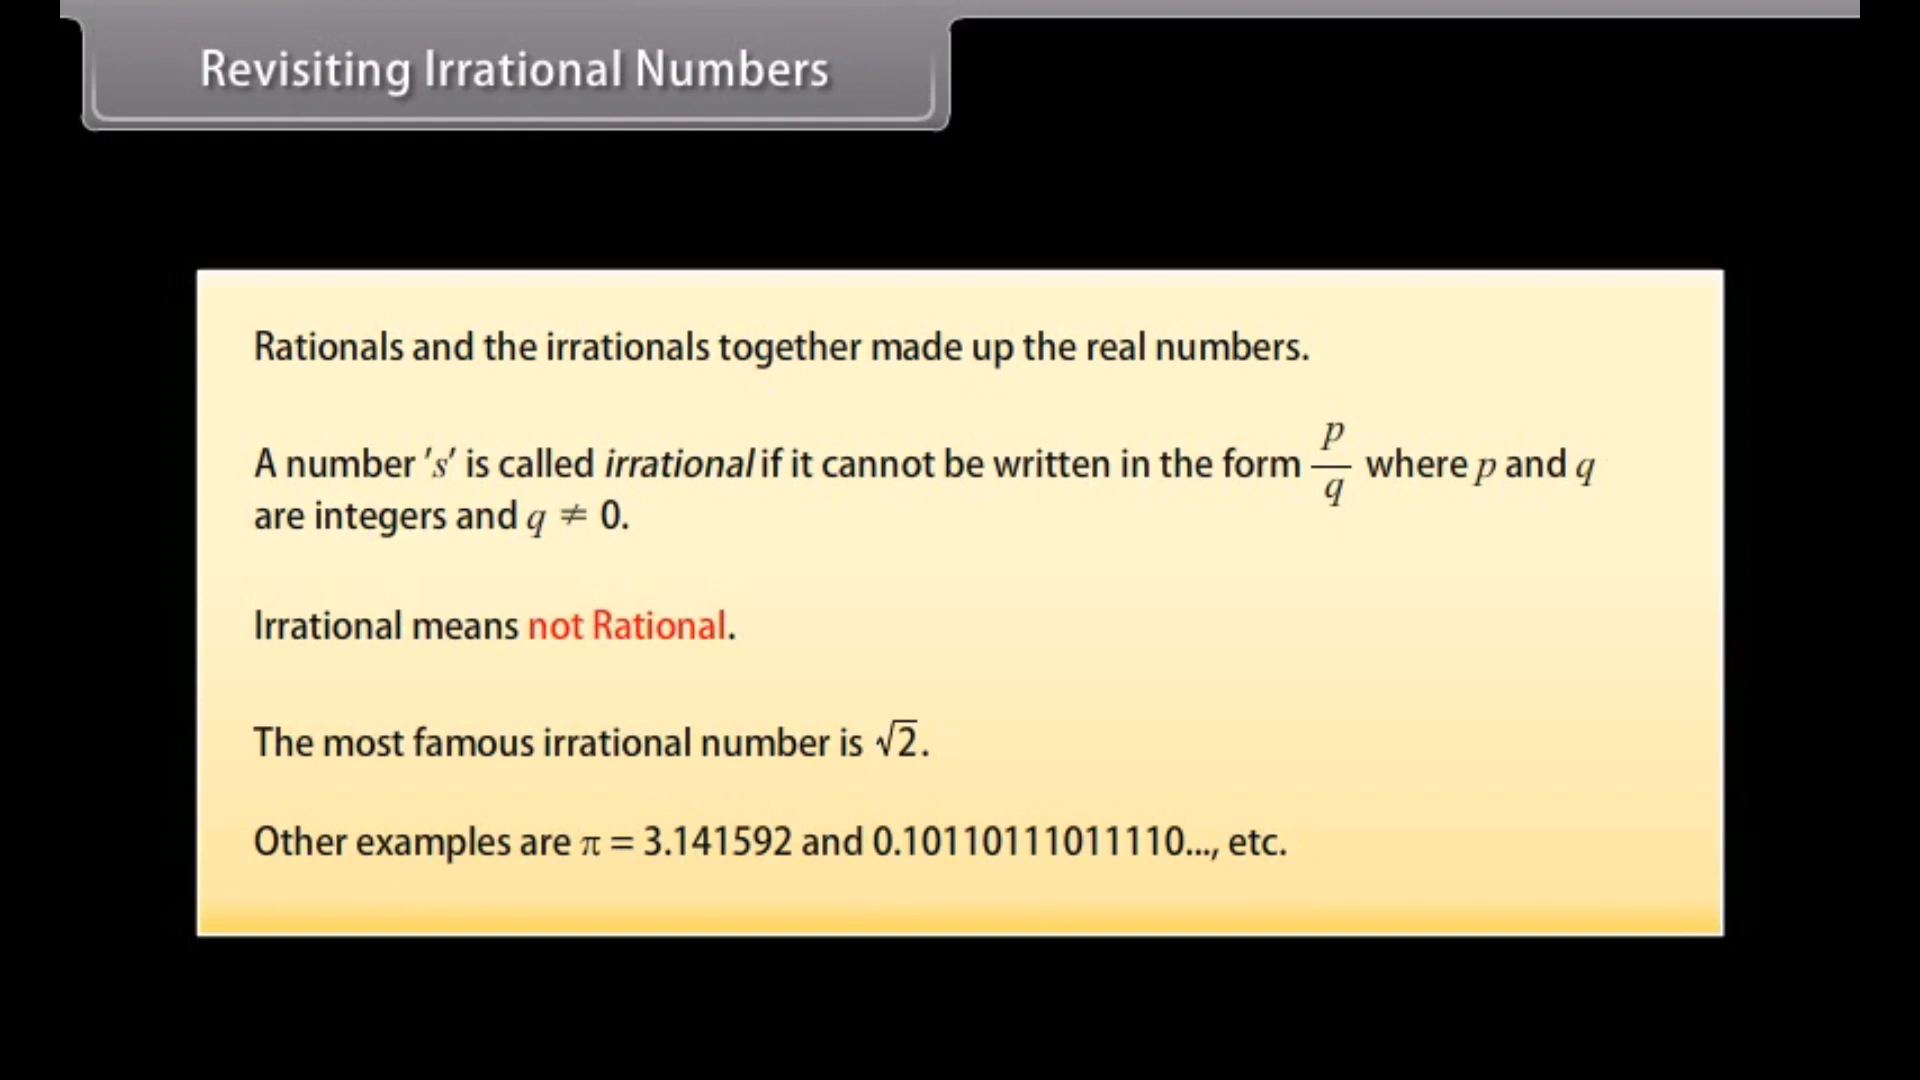 Revisiting Irrational Numbers
Rationals and the irrationals together made up the real numbers.
A number 's' is called irrational if it cannot be written in the form p/q where p and q
are integers and q ≠ 0.
Irrational means not Rational.
The most famous irrational number is √2.
Other examples are π = 3.141592 and 0.10110111011110..., etc.